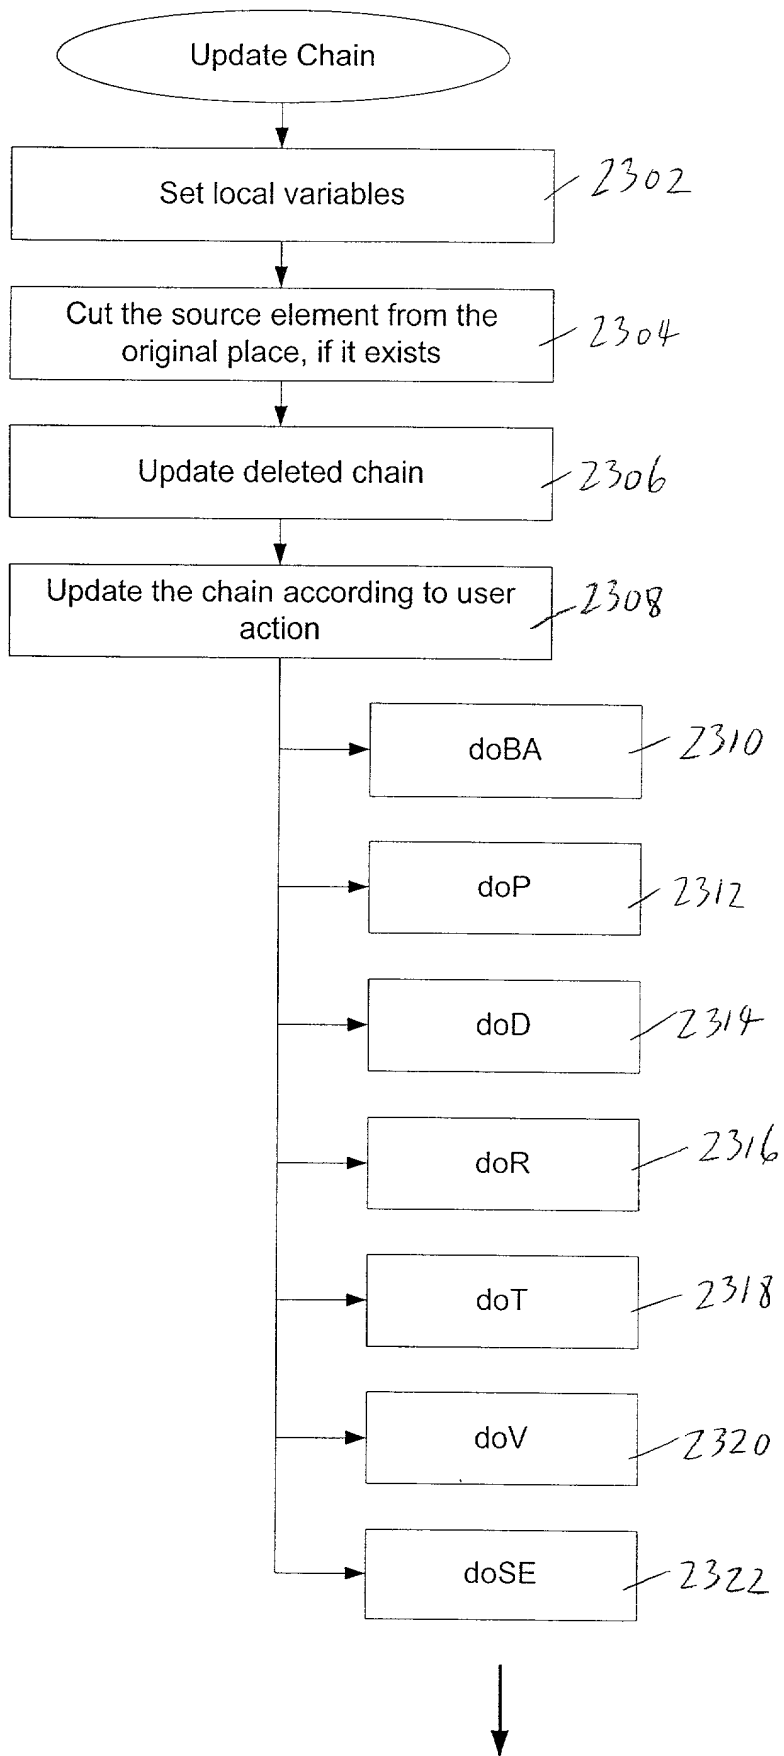 Update Chain
Set local variables 2302
Cut the source element from the
original place, if it exists 2304
Update deleted chain 2306
Update the chain according to user
action 2308
doBA 2310
doP 2312
doD 2314
doR 2316
doT 2318
doV 2320
doSE 2322